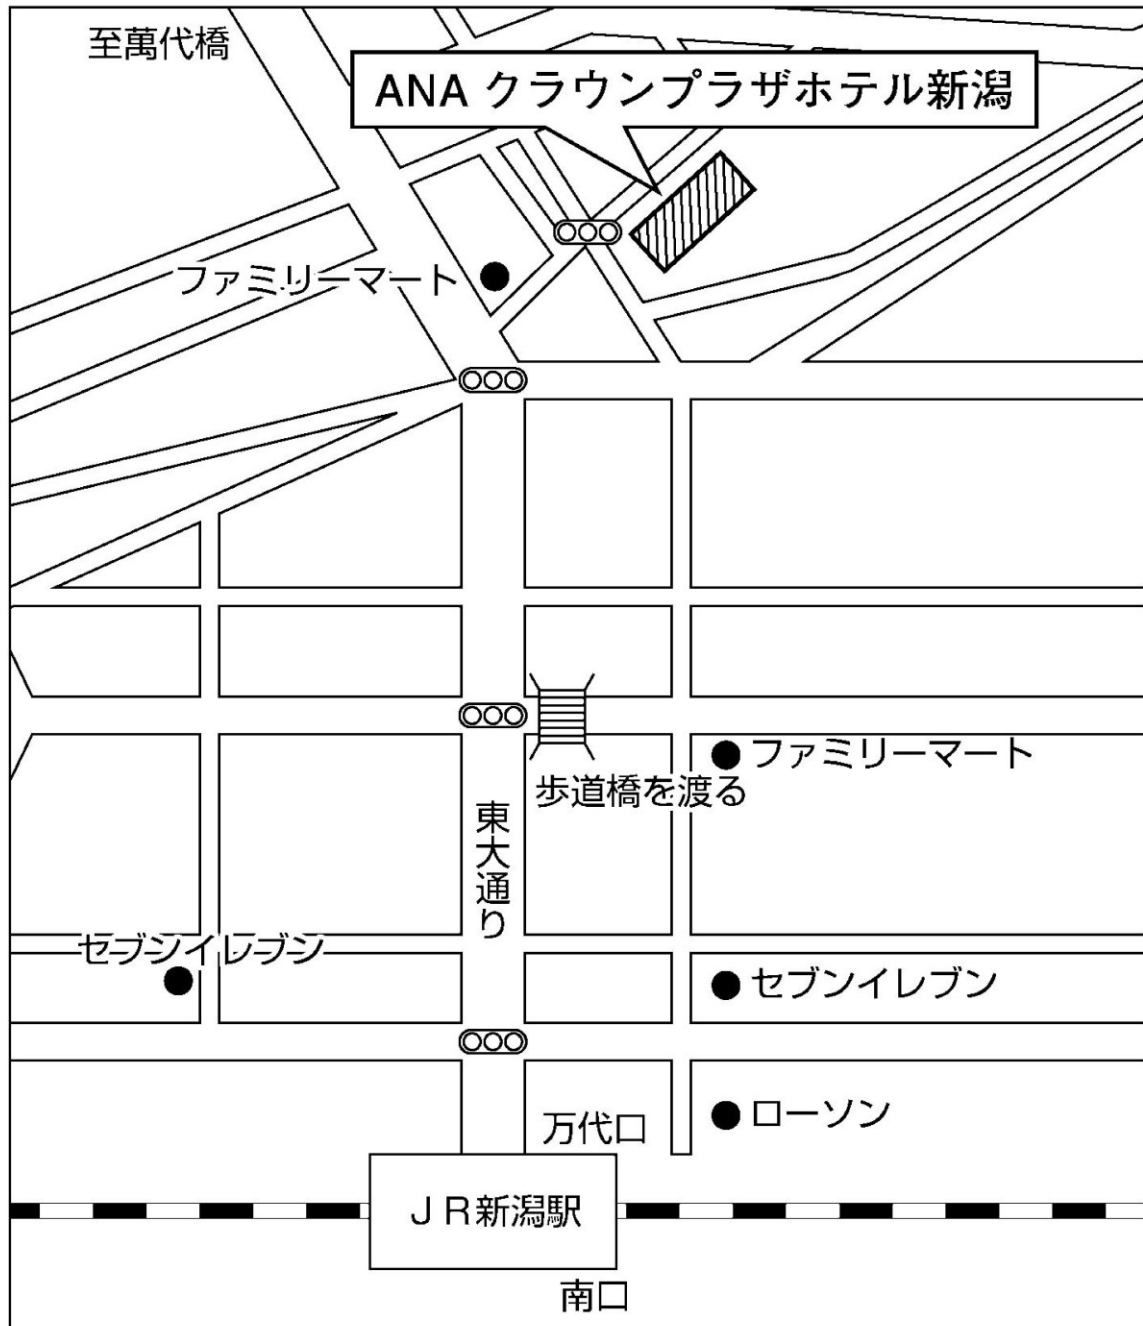 至萬代橋
ANA クラウンプラザホテル新潟
ファミリーマート
ファミリーマート
歩道橋を渡る
東大通り
セブンイレブン
セブンイレブン
万代口
ローソン
ＪＲ新潟駅
南口